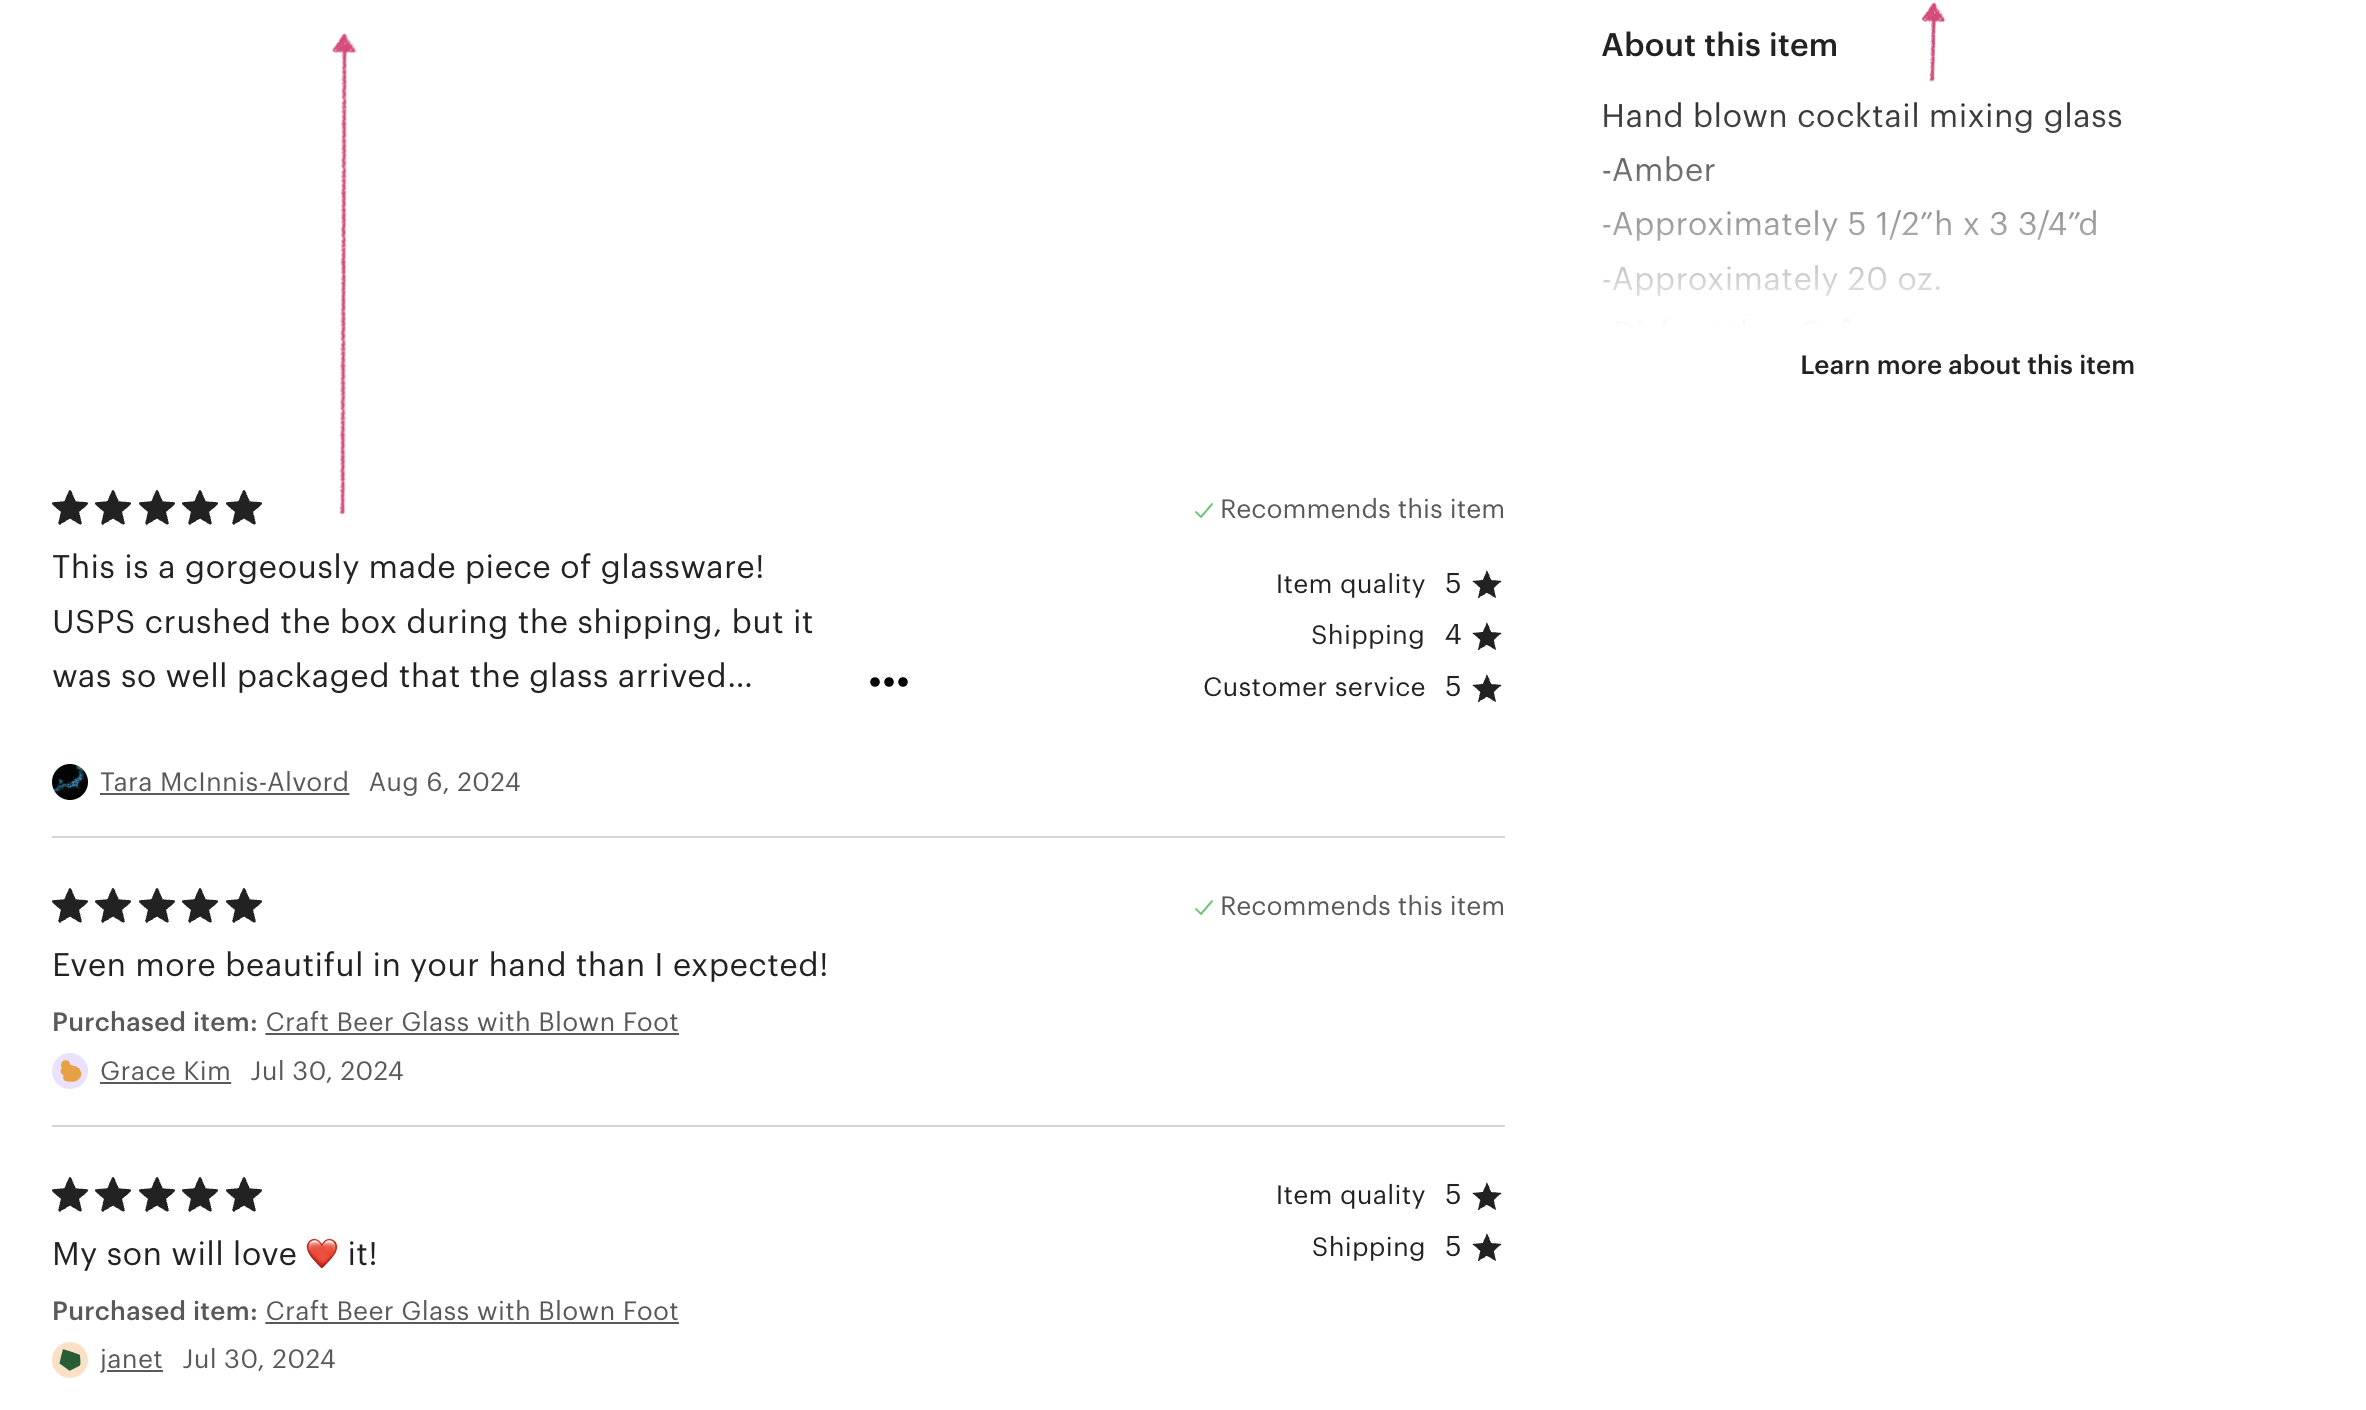 About this item
Hand blown cocktail mixing glass
-Amber
-Approximately 5 1/2”h x 3 3/4”d
-Approximately 20 oz.
Learn more about this item
Recommends this item
This is a gorgeously made piece of glassware!
USPS crushed the box during the shipping, but it
was so well packaged that the glass arrived...
Item quality 5
Shipping 4
Customer service 5
Tara McInnis-Alvord Aug 6, 2024
Recommends this item
Even more beautiful in your hand than I expected!
Purchased item: Craft Beer Glass with Blown Foot
Grace Kim Jul 30, 2024
Item quality 5
Shipping 5
My son will love ❤️ it!
Purchased item: Craft Beer Glass with Blown Foot
janet Jul 30, 2024